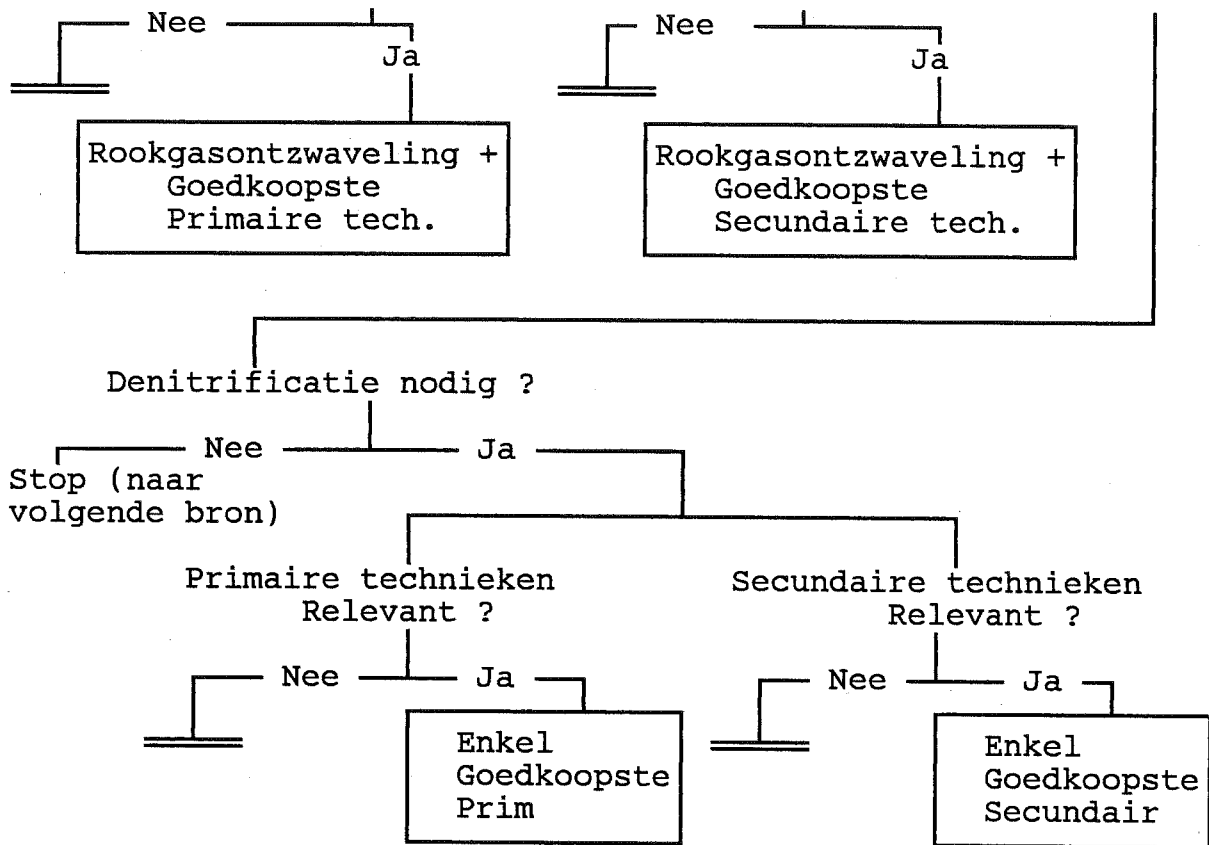 Nee
Ja
Nee
Ja
Rookgasontzwaveling +
Goedkoopste
Primaire tech.
Rookgasontzwaveling +
Goedkoopste
Secundaire tech.
Denitrificatie nodig ?
Nee
Ja
Stop (naar
volgende bron)
Primaire technieken
Relevant ?
Secundaire technieken
Relevant ?
Nee
Ja
Nee
Ja
Enkel
Goedkoopste
Prim
Enkel
Goedkoopste
Secundair